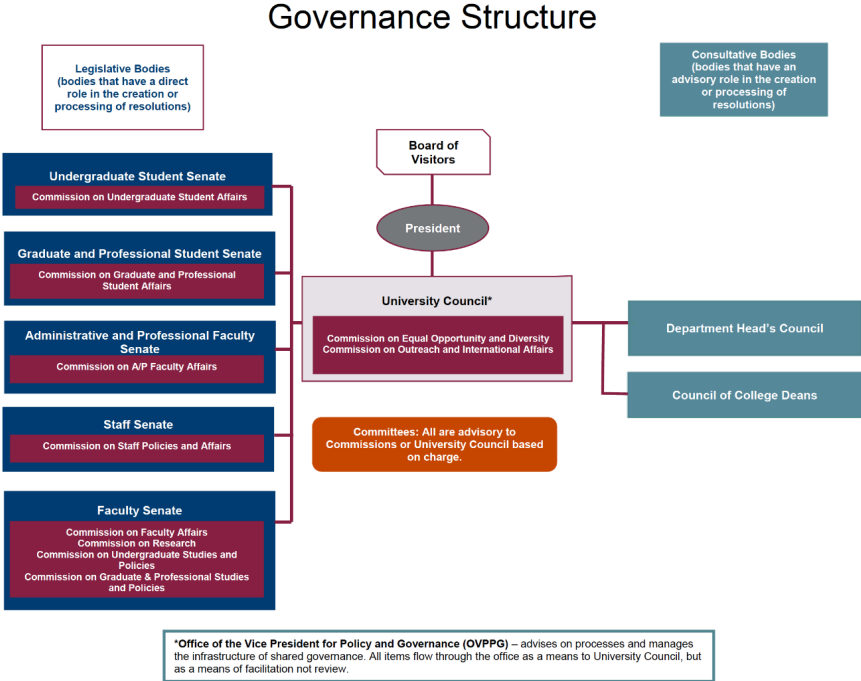 Governance Structure
Legislative Bodies
(bodies that have a direct
role in the creation or
processing of resolutions)
Consultative Bodies
(bodies that have an
advisory role in the creation
or processing of
resolutions)
Board of
Visitors
President
Undergraduate Student Senate
Commission on Undergraduate Student Affairs
Graduate and Professional Student Senate
Commission on Graduate and Professional
Student Affairs
Administrative and Professional Faculty
Senate
Commission on A/P Faculty Affairs
Staff Senate
Commission on Staff Policies and Affairs
Faculty Senate
Commission on Faculty Affairs
Commission on Research
Commission on Undergraduate Studies and
Policies
Commission on Graduate & Professional Studies
and Policies
University Council*
Commission on Equal Opportunity and Diversity
Commission on Outreach and International Affairs
Committees: All are advisory to
Commissions or University Council based
on charge.
Department Head's Council
Council of College Deans
*Office of the Vice President for Policy and Governance (OVPPG) – advises on processes and manages
the infrastructure of shared governance. All items flow through the office as a means to University Council, but
as a means of facilitation not review.